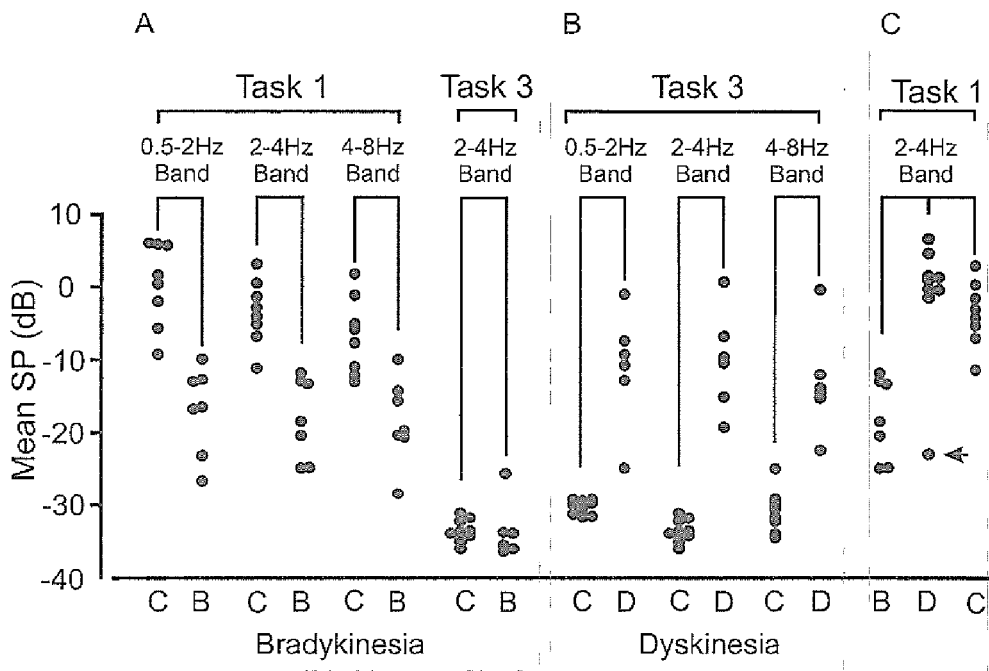 A B C
Task 1 Task 3 Task 3 Task 1
0.5-2Hz 2-4Hz 4-8Hz 2-4Hz 0.5-2Hz 2-4Hz 4-8Hz 2-4Hz
Band Band Band Band Band Band Band Band
10
0
-10
-20
-30
-40
Mean SP (dB)
C B C B C B C B C D C D C D B D C
Bradykinesia Dyskinesia